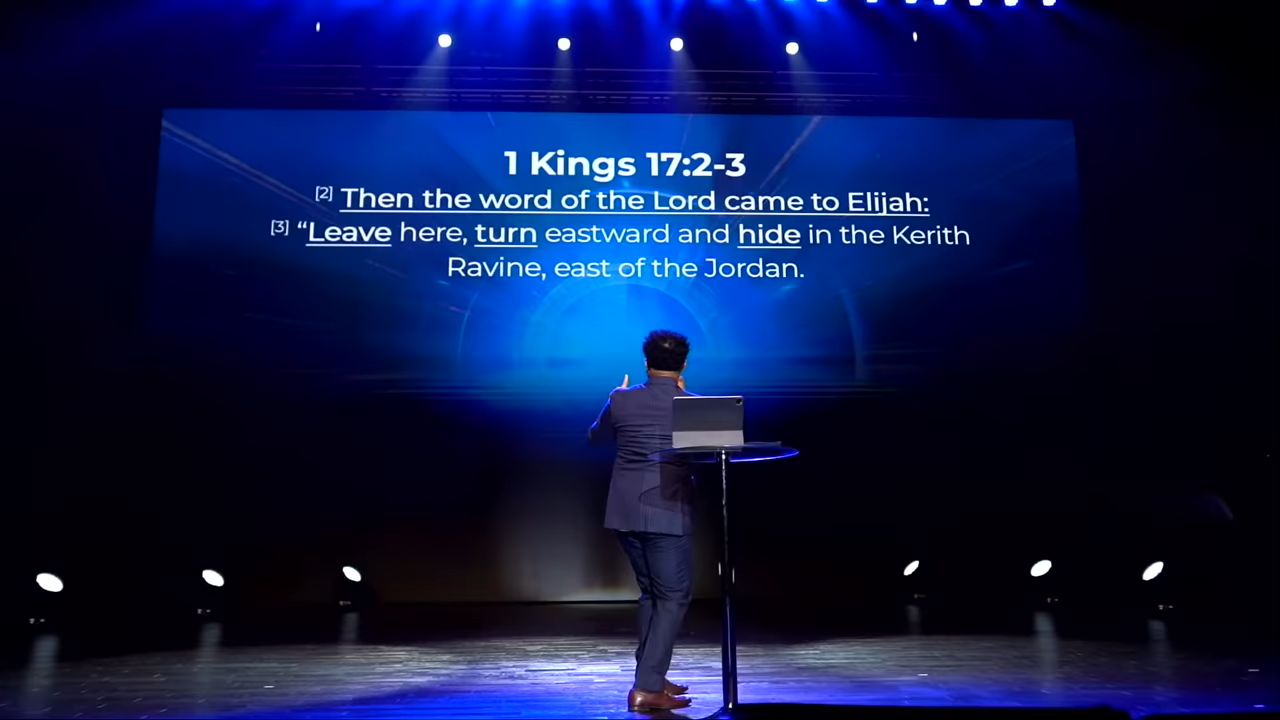 1 Kings 17:2-3
[2] Then the word of the Lord came to Elijah:
[3] “Leave here, turn eastward and hide in the Kerith
Ravine, east of the Jordan.